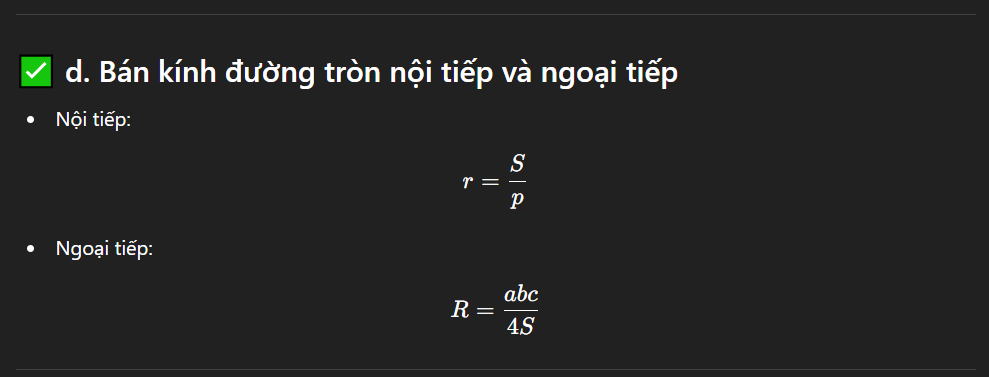 ✅ d. Bán kính đường tròn nội tiếp và ngoại tiếp
• Nội tiếp:
r = S/p
• Ngoại tiếp:
R = abc/4S